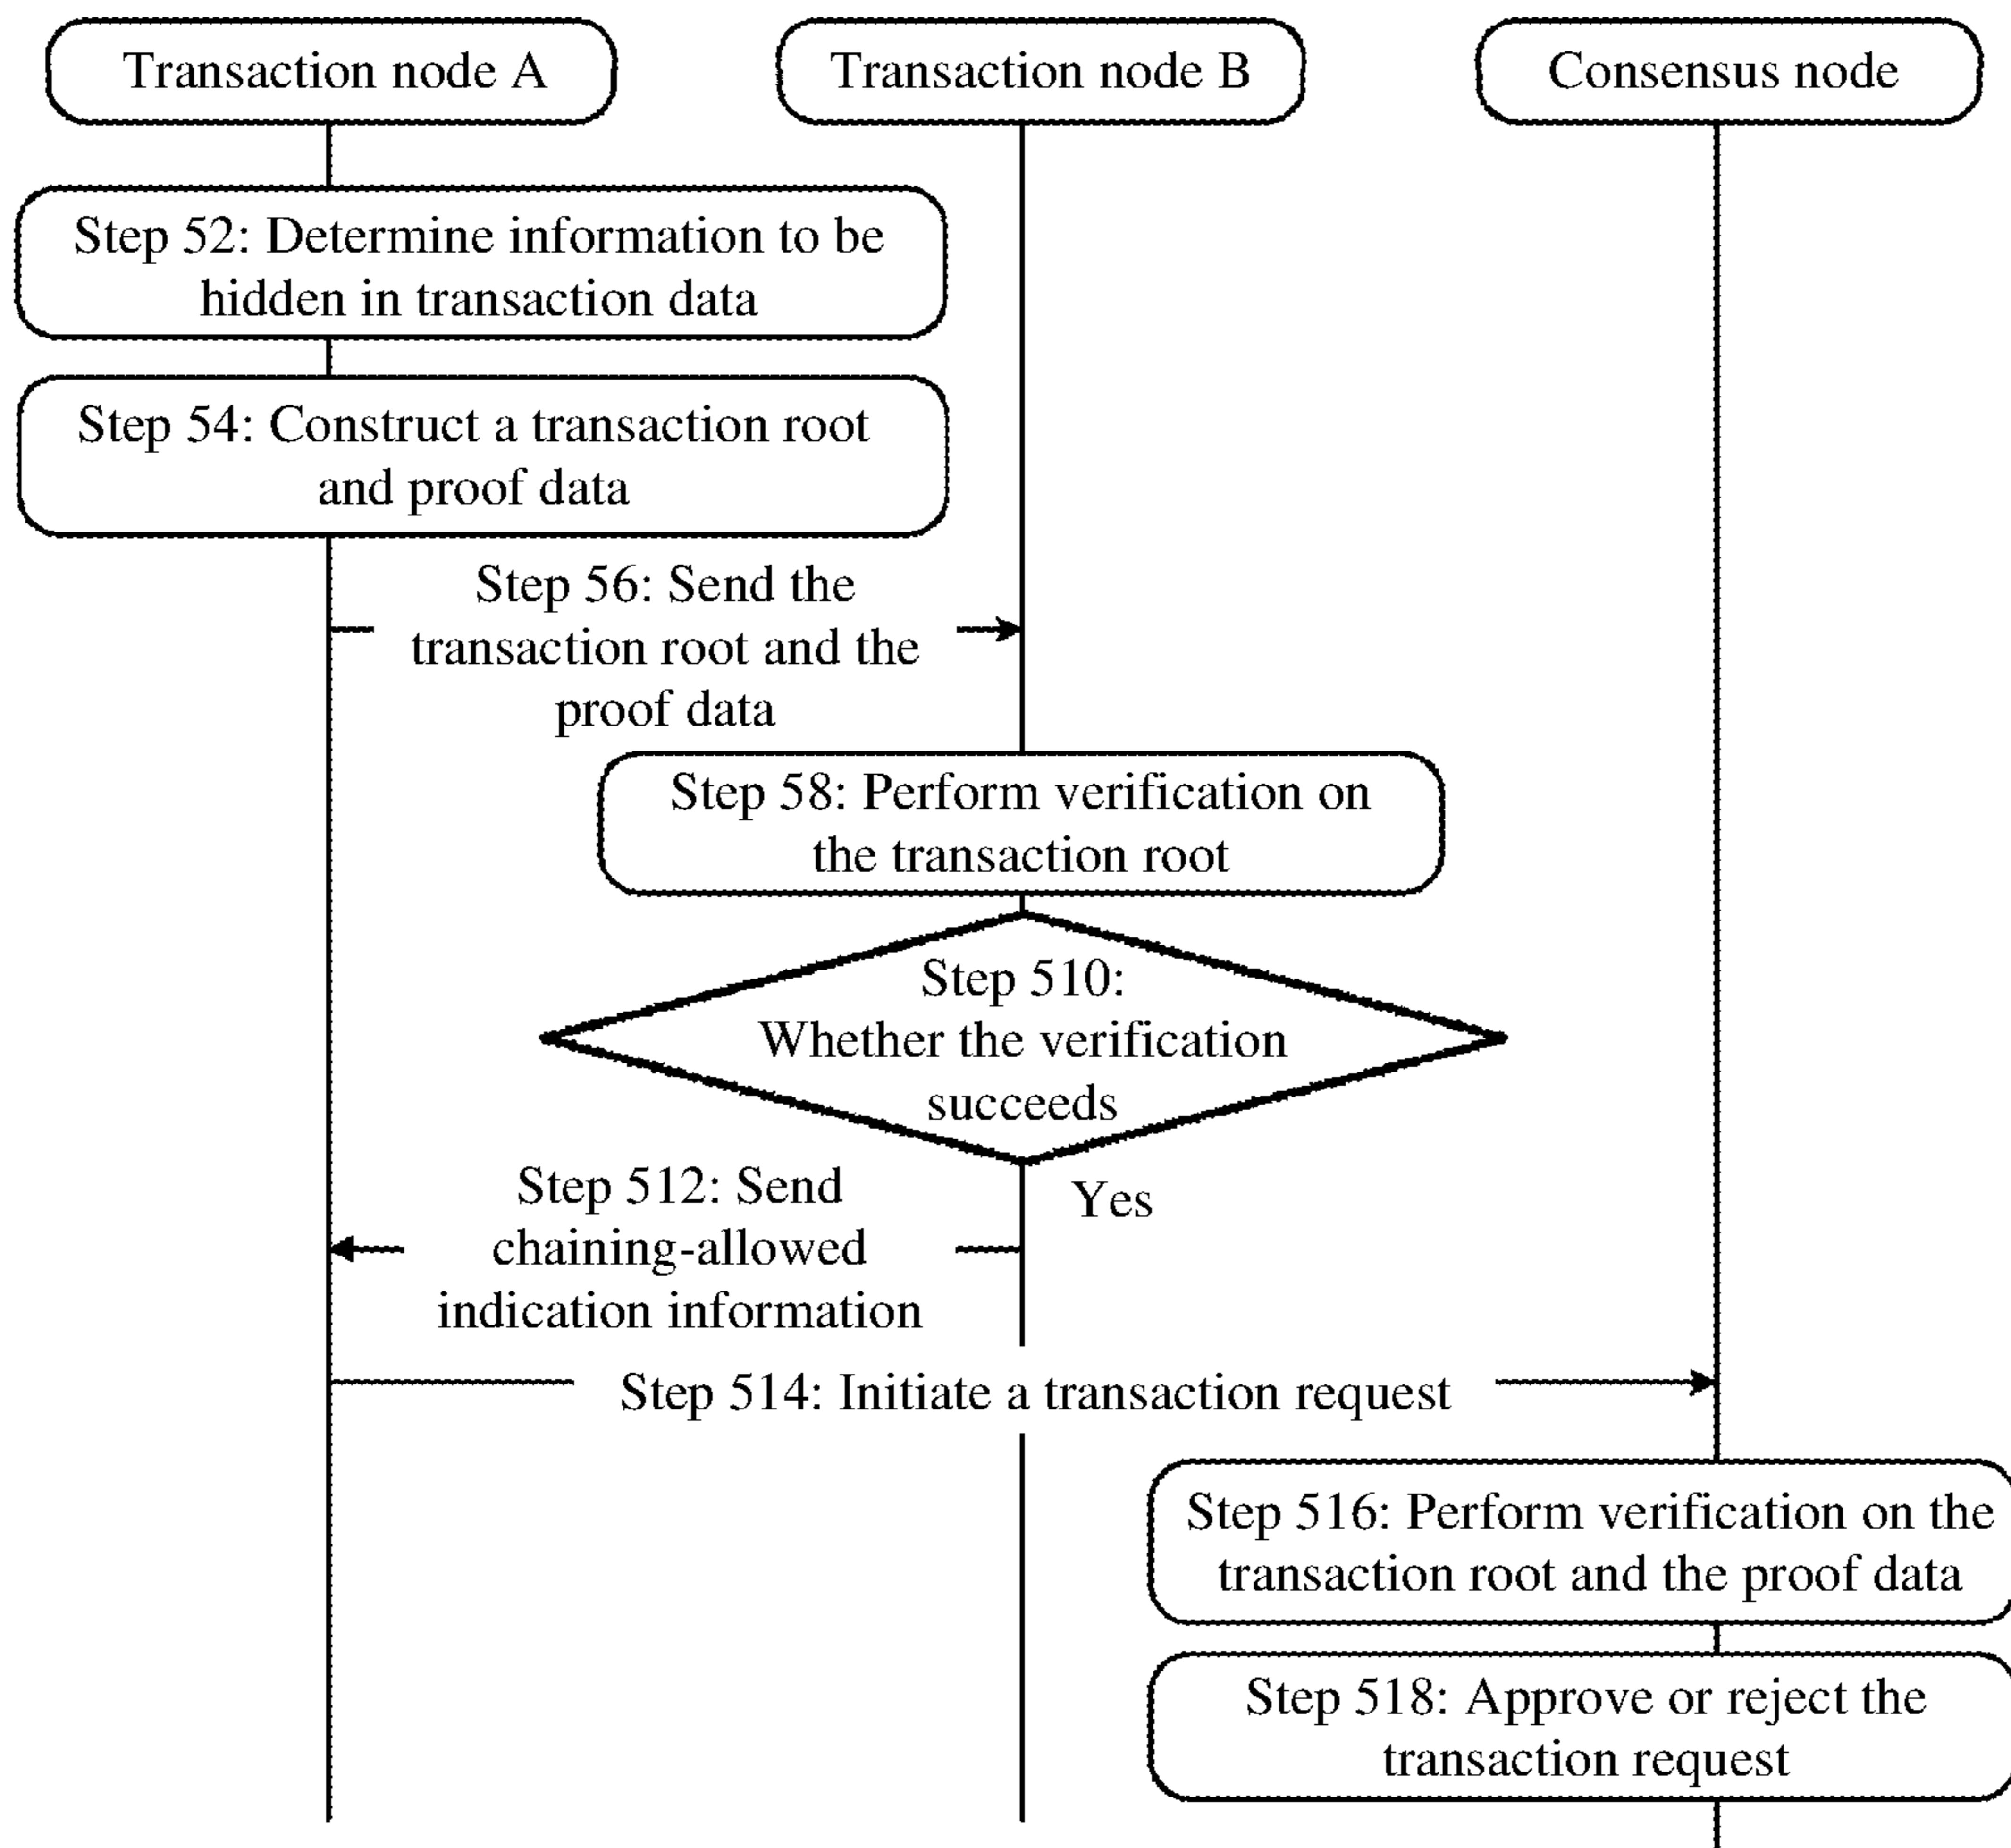 Transaction node A
Transaction node B
Consensus node
Step 52: Determine information to be
hidden in transaction data
Step 54: Construct a transaction root
and proof data
Step 56: Send the
transaction root and the
proof data
Step 58: Perform verification on
the transaction root
Step 510:
Whether the verification
succeeds
Yes
Step 512: Send
chaining-allowed
indication information
Step 514: Initiate a transaction request
Step 516: Perform verification on the
transaction root and the proof data
Step 518: Approve or reject the
transaction request